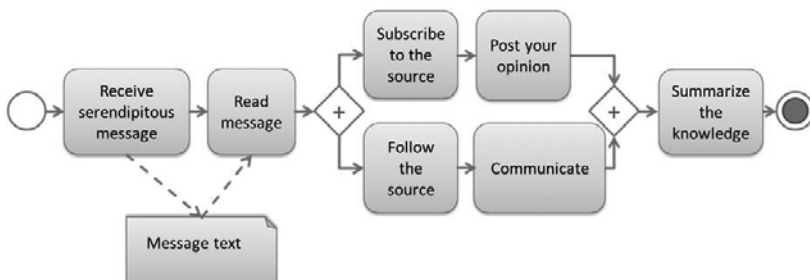 Receive
serendipitous
message
Read
message
+
Subscribe
to the
source
Post your
opinion
Follow
the
source
Communicate
+
Summarize
the
knowledge
Message text